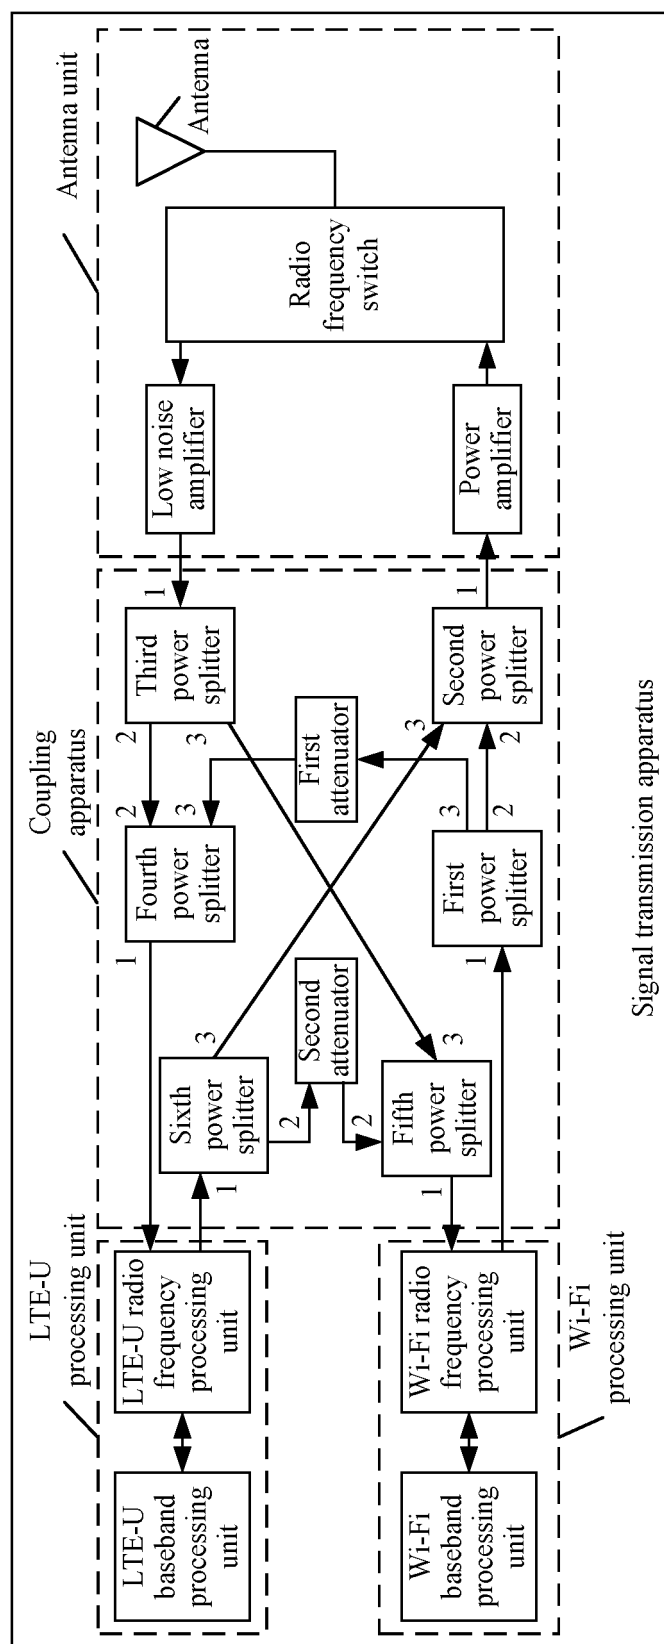 LTE-U
processing unit
LTE-U
baseband
processing
unit
LTE-U radio
frequency
processing
unit
Wi-Fi
baseband
processing
unit
Wi-Fi radio
frequency
processing
unit
Wi-Fi
processing unit
Coupling
apparatus
Sixth
power
splitter
1
2
3
Second
attenuator
Fifth
power
splitter
1
2
3
Fourth
power
splitter
1
2
3
Third
power
splitter
1
2
3
First
attenuator
First
power
splitter
1
2
3
Second
power
splitter
1
2
3
Antenna unit
Low noise
amplifier
Power
amplifier
Radio
frequency
switch
Antenna
Signal transmission apparatus